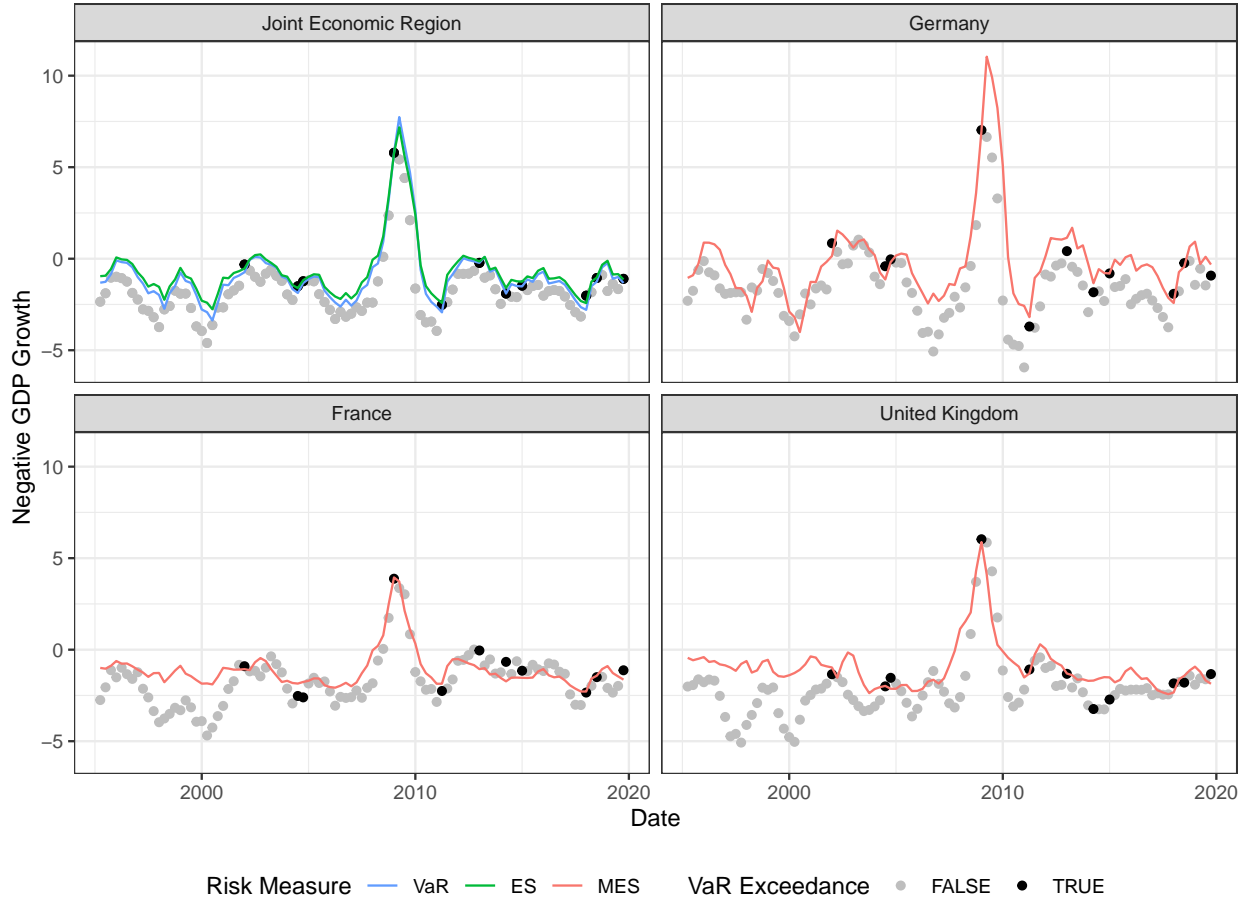 Joint Economic Region
Germany
10
5
0
−5
France
United Kingdom
10
5
0
−5
Negative GDP Growth
2000
2010
2020
2000
2010
2020
Date
Risk Measure VaR ES MES VaR Exceedance FALSE TRUE